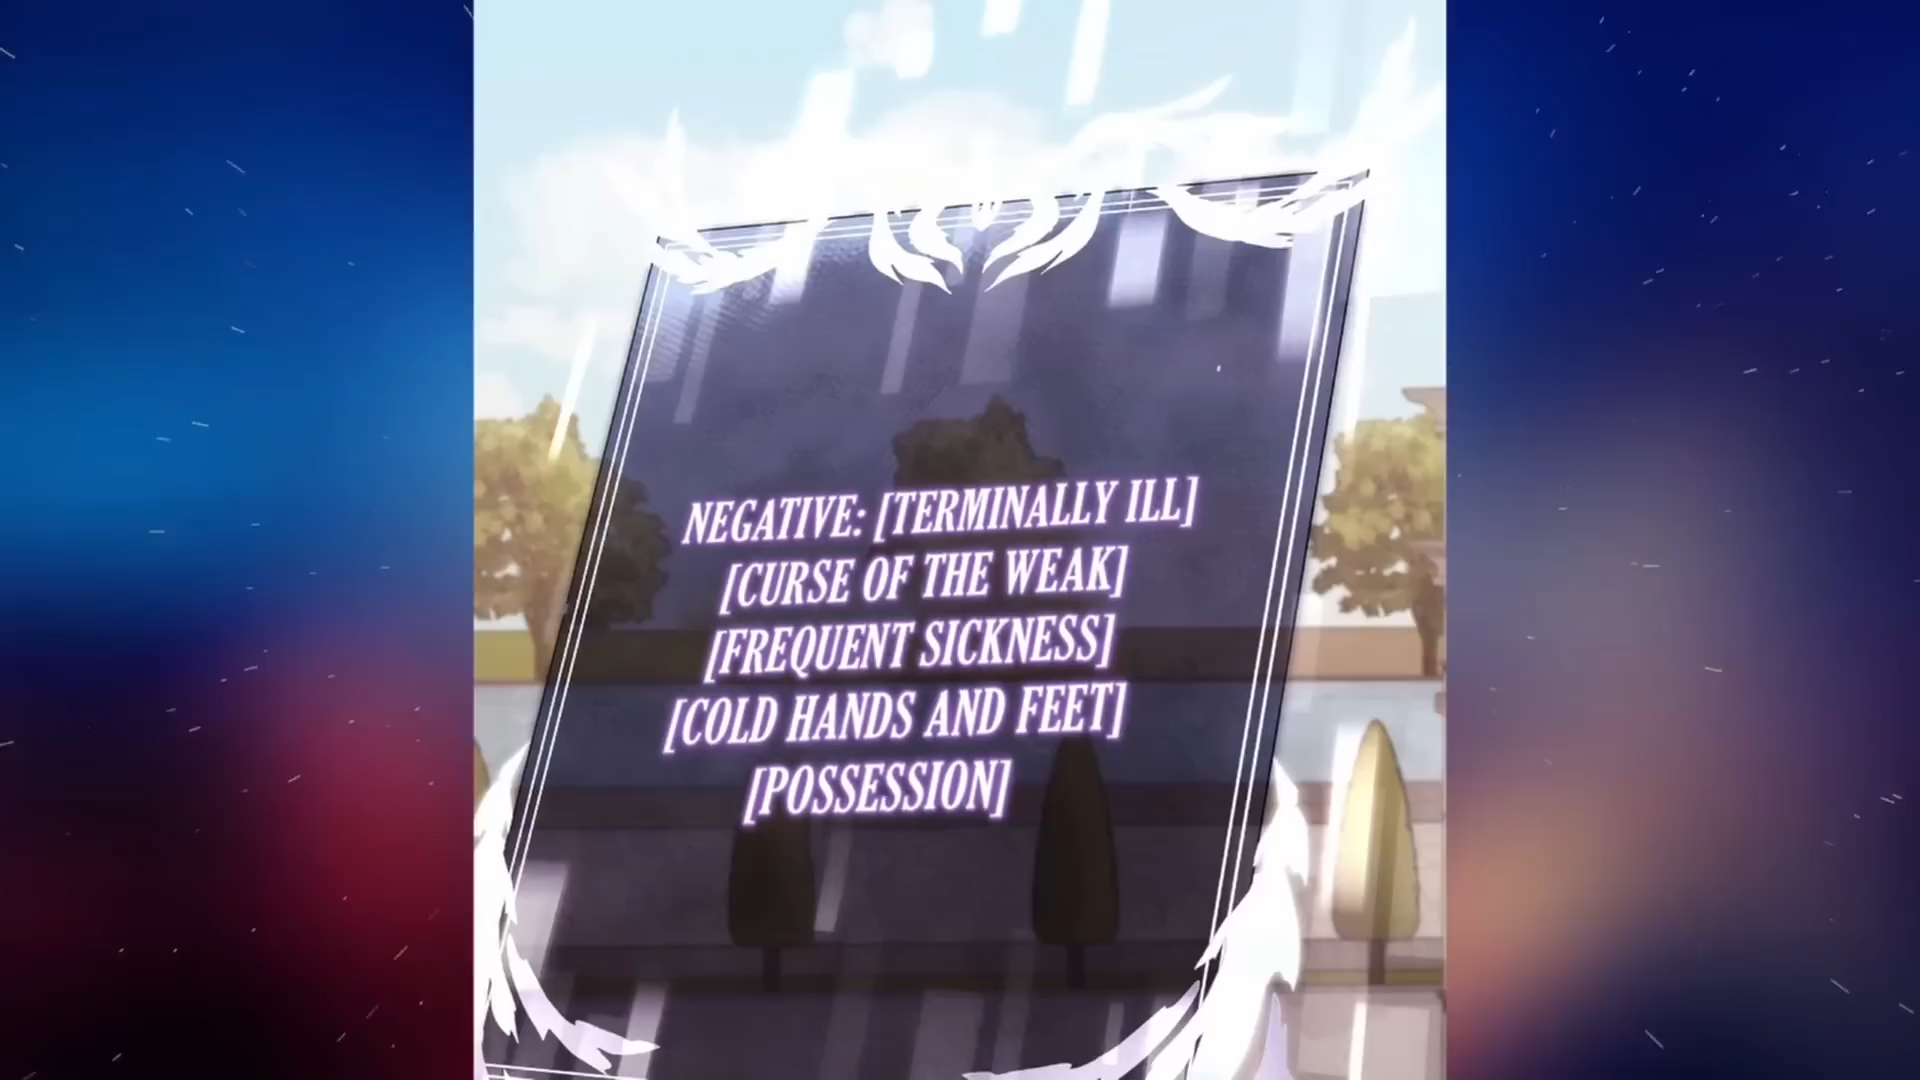 NEGATIVE: [TERMINALLY ILL]
[CURSE OF THE WEAK]
[FREQUENT SICKNESS]
[COLD HANDS AND FEET]
[POSSESSION]